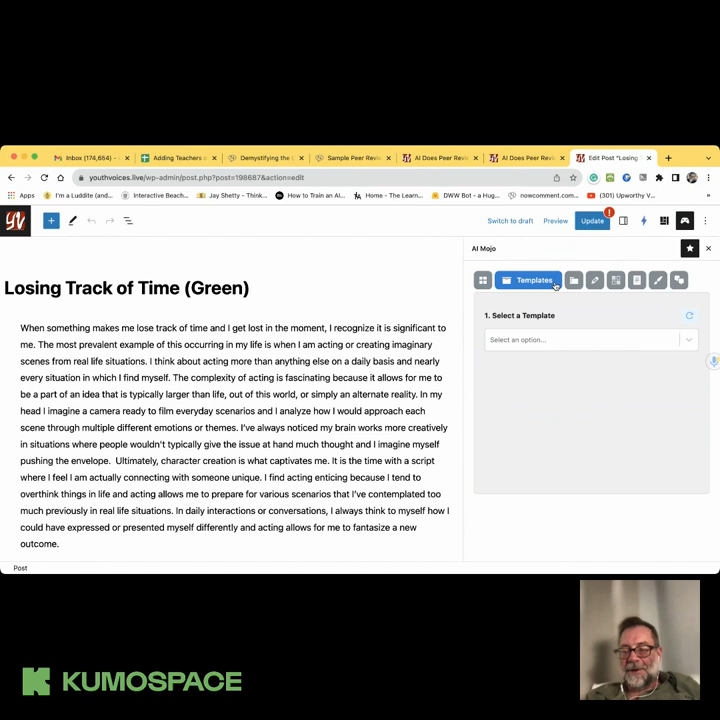 Inbox (174,654) -
Adding Teachers o
Demystifying the
Sample Peer Revie
AI Does Peer Revie
AI Does Peer Revie
Edit Post "Losing
youthvoices.live/wp-admin/post.php?post=198687&action=edit
Apps
I'm a Luddite (and...
Interactive Beach...
Jay Shetty - Think...
How to Train an AI...
Home - The Learn...
DWW Bot - a Hug...
nowcomment.com...
(301) Upworthy V...
YV
Switch to draft
Preview
Update
AI Mojo
Templates
Losing Track of Time (Green)
1. Select a Template
Select an option...
When something makes me lose track of time and I get lost in the moment, I recognize it is significant to
me. The most prevalent example of this occurring in my life is when I am acting or creating imaginary
scenes from real life situations. I think about acting more than anything else on a daily basis and nearly
every situation in which I find myself. The complexity of acting is fascinating because it allows for me to
be a part of an idea that is typically larger than life, out of this world, or simply an alternate reality. In my
head I imagine a camera ready to film everyday scenarios and I analyze how I would approach each
scene through multiple different emotions or themes. I've always noticed my brain works more creatively
in situations where people wouldn't typically give the issue at hand much thought and I imagine myself
pushing the envelope.  Ultimately, character creation is what captivates me. It is the time with a script
where I feel I am actually connecting with someone unique. I find acting enticing because I tend to
overthink things in life and acting allows me to prepare for various scenarios that I've contemplated too
much previously in real life situations. In daily interactions or conversations, I always think to myself how I
could have expressed or presented myself differently and acting allows for me to fantasize a new
outcome.
Post
KUMOSPACE